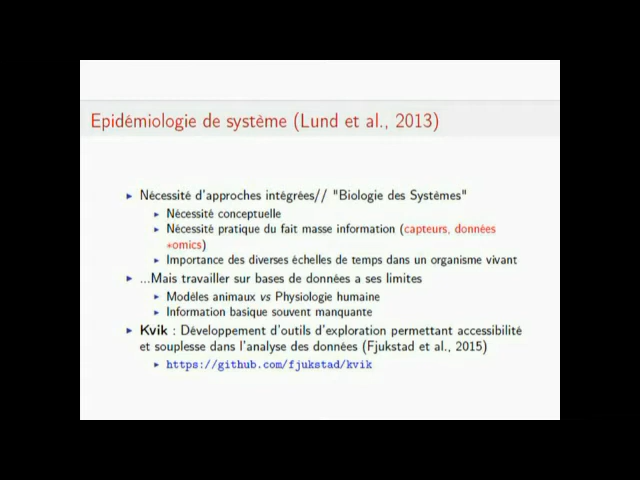 Epidémiologie de système (Lund et al., 2013)
Nécessité d'approches intégrées// "Biologie des Systèmes"
Nécessité conceptuelle
Nécessité pratique du fait masse information (capteurs, données
*omics)
Importance des diverses échelles de temps dans un organisme vivant
...Mais travailler sur bases de données a ses limites
Modèles animaux vs Physiologie humaine
Information basique souvent manquante
Kvik : Développement d'outils d'exploration permettant accessibilité
et souplesse dans l'analyse des données (Fjukstad et al., 2015)
https://github.com/fjukstad/kvik